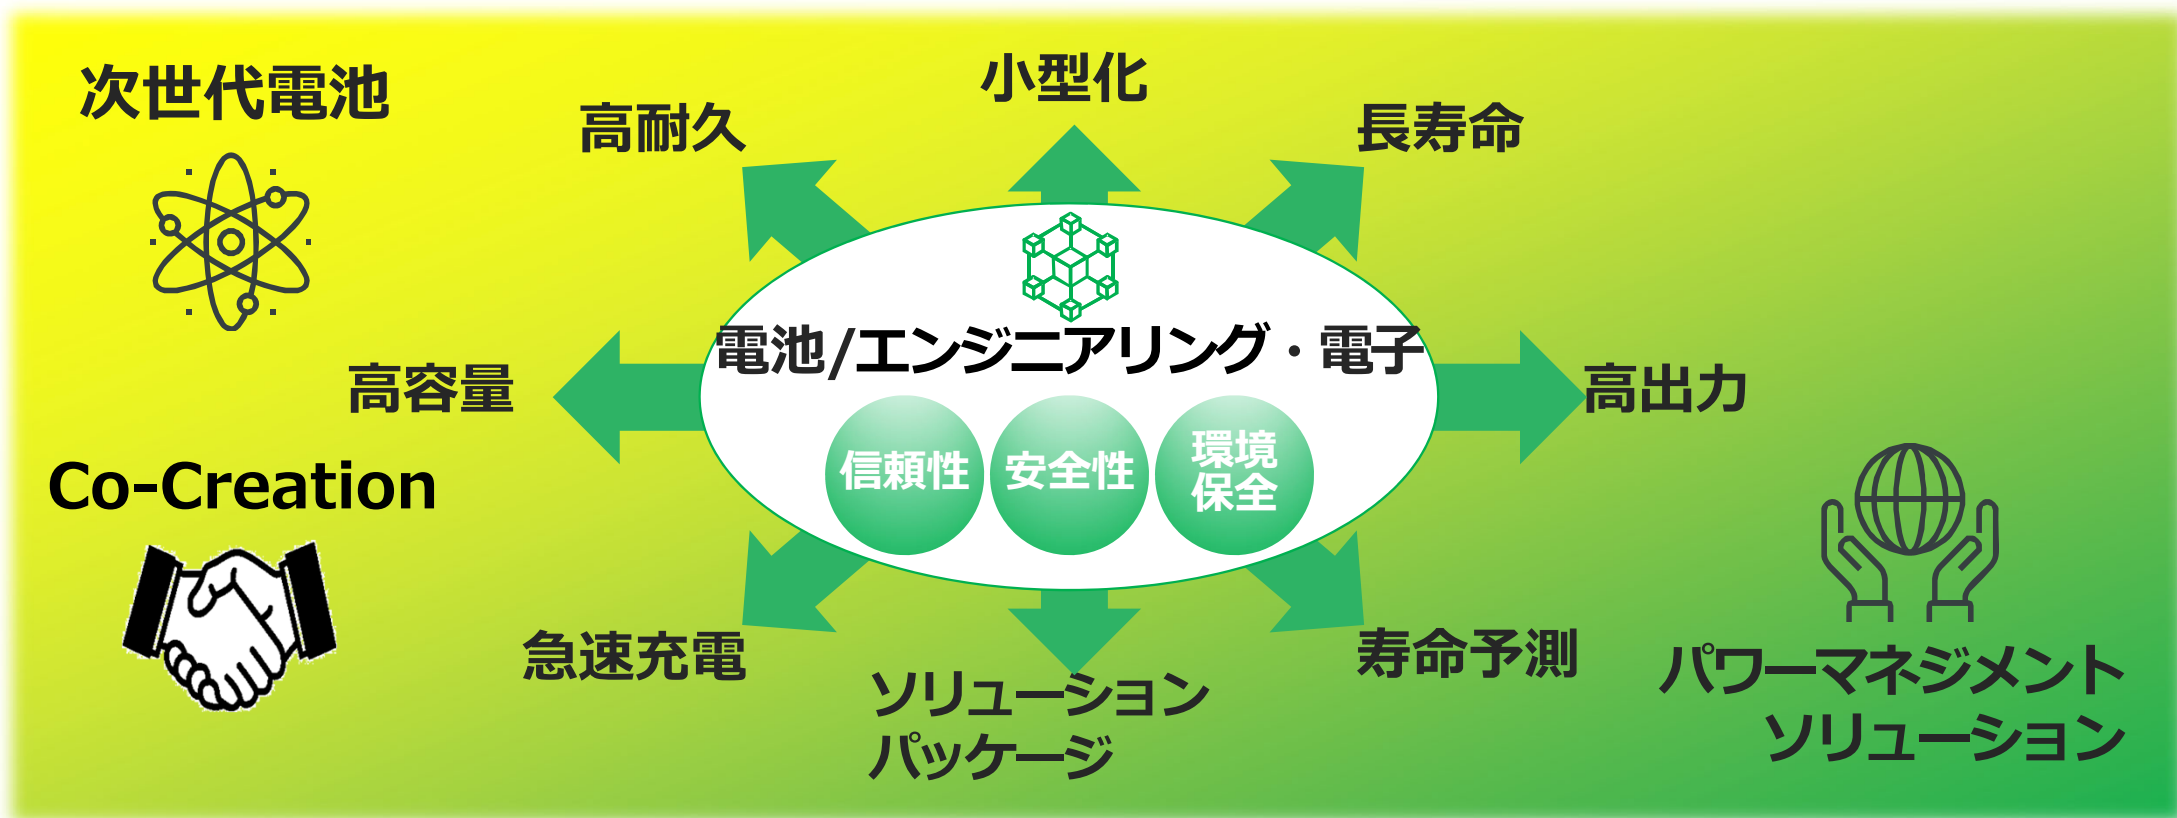 次世代電池
小型化
高耐久
長寿命
電池/エンジニアリング・電子
高容量
高出力
信頼性
安全性
環境
保全
Co-Creation
急速充電
寿命予測
ソリューション
パッケージ
パワーマネジメント
ソリューション